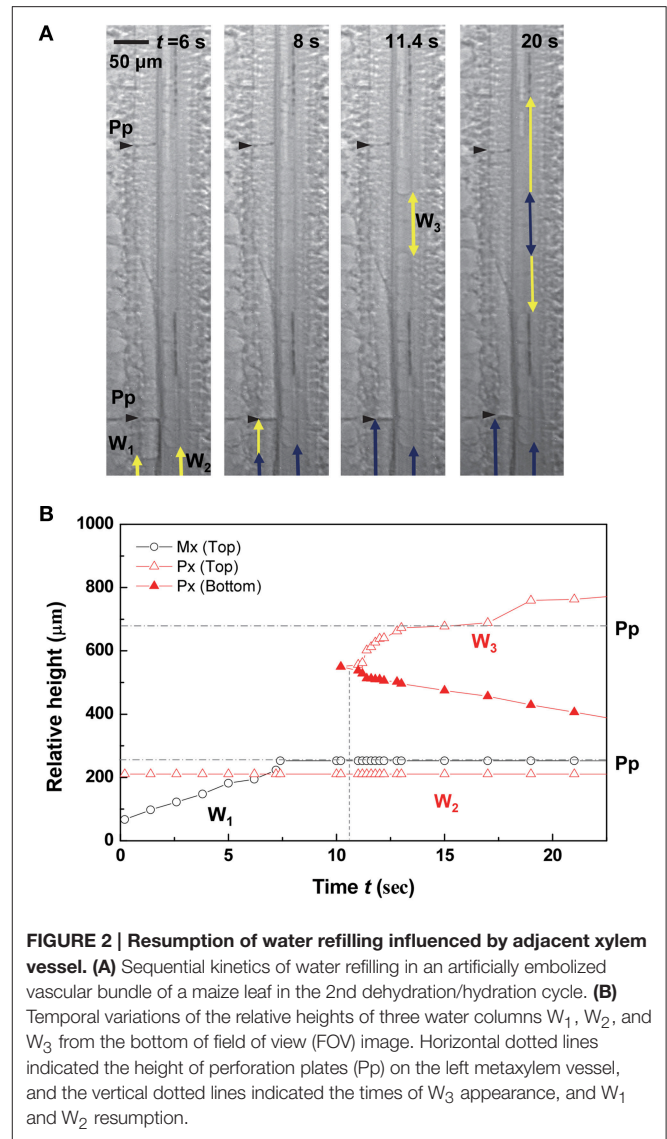 A
t =6 s
8 s
11.4 s
20 s
50 µm
Pp
W3
Pp
W1
W2
B
1000
800
600
400
200
0
Relative height(µm)
Mx (Top)
Px (Top)
Px (Bottom)
Pp
W3
Pp
W1
W2
0
5
10
15
20
Time t (sec)
FIGURE 2 | Resumption of water refilling influenced by adjacent xylem
vessel. (A) Sequential kinetics of water refilling in an artificially embolized
vascular bundle of a maize leaf in the 2nd dehydration/hydration cycle. (B)
Temporal variations of the relative heights of three water columns W1, W2, and
W3 from the bottom of field of view (FOV) image. Horizontal dotted lines
indicated the height of perforation plates (Pp) on the left metaxylem vessel,
and the vertical dotted lines indicated the times of W3 appearance, and W1
and W2 resumption.